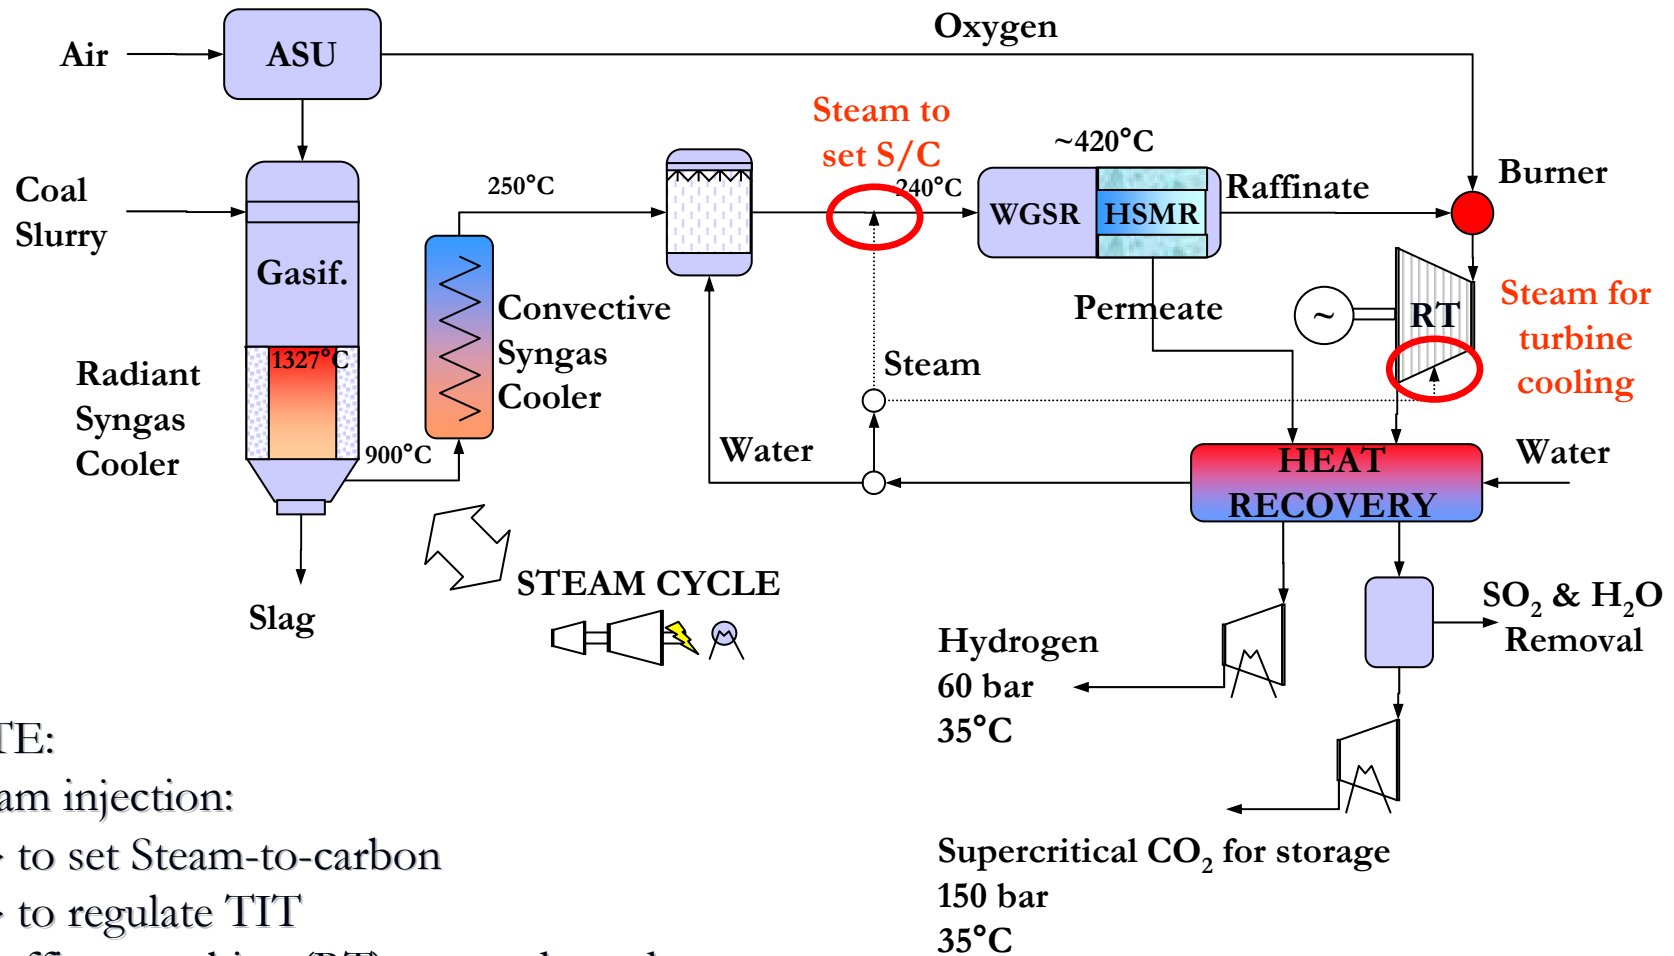 Oxygen
Air
ASU
Steam to
set S/C
~420°C
Coal
Slurry
250°C
240°C
Burner
WGSR
HSMR
Raffinate
Gasif.
Convective
Syngas
Cooler
Permeate
~
RT
Steam for
turbine
cooling
1327°C
Radiant
Syngas
Cooler
Steam
900°C
Water
HEAT
RECOVERY
Water
STEAM CYCLE
Slag
SO2 & H2O
Removal
Hydrogen
60 bar
35°C
TE:
am injection:
to set Steam-to-carbon
to regulate TIT
Supercritical CO2 for storage
150 bar
35°C
(RT)